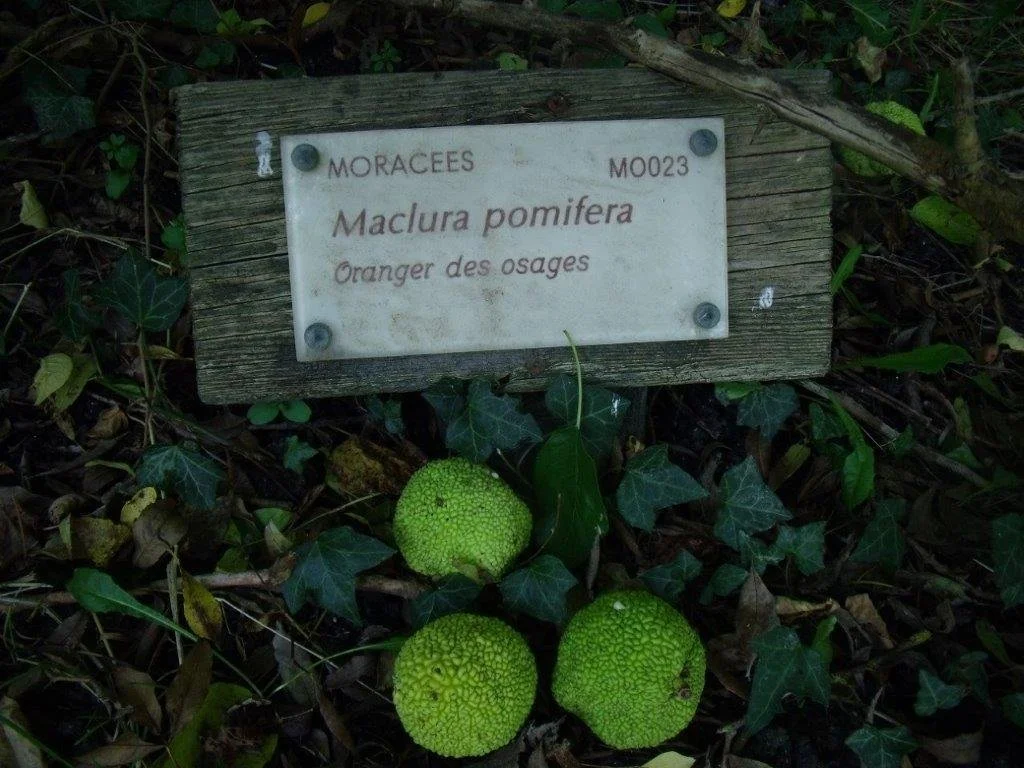 MORACEES MO023
Maclura pomifera
Oranger des osages